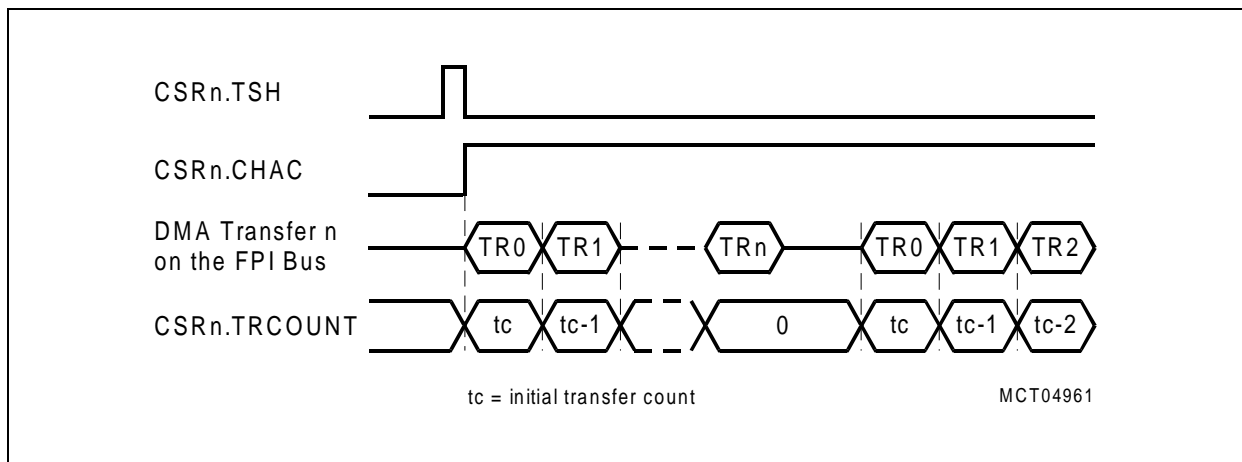 CSRn.TSH
CSRn.CHAC
DMA Transfer n
on the FPI Bus
TR0 TR1 TRn TR0 TR1 TR2
CSRn.TRCOUNT
tc tc-1 0 tc tc-1 tc-2
tc = initial transfer count
MCT04961